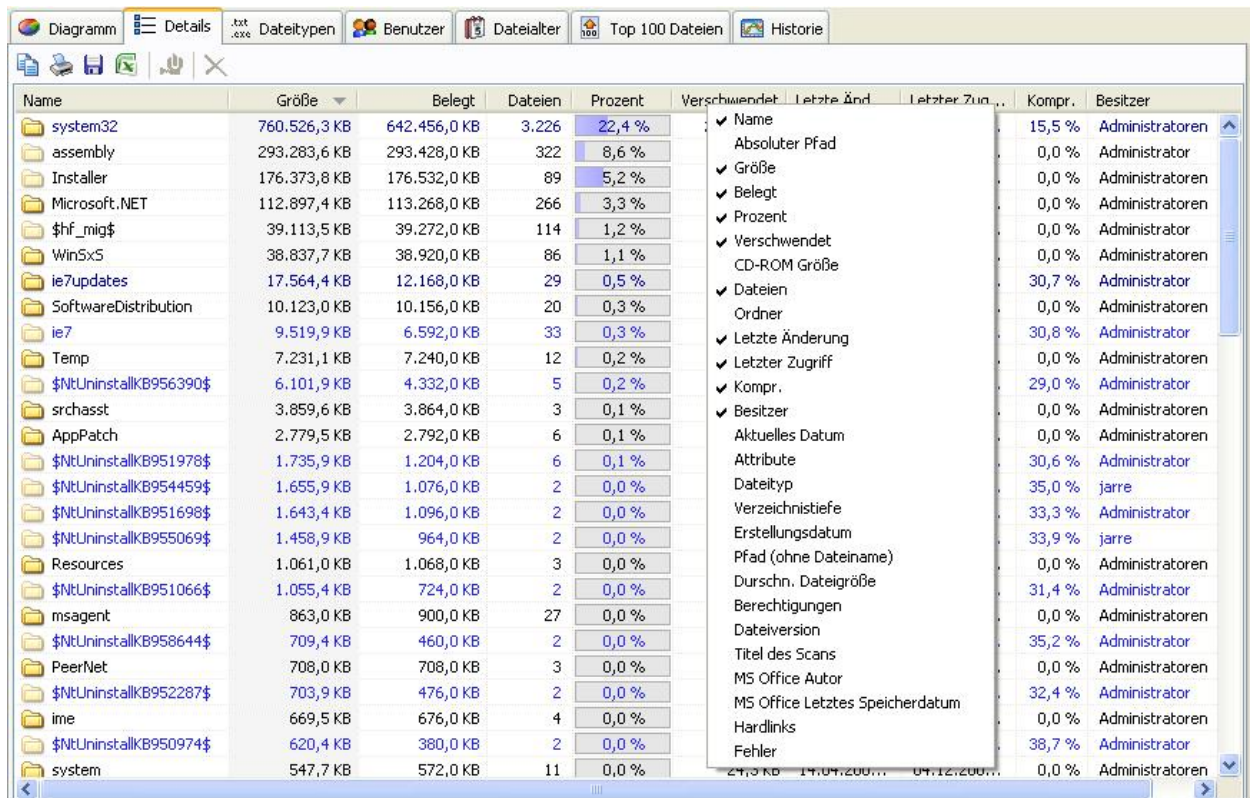 Diagramm Details .txt .exe Dateitypen Benutzer 5 Dateialter 100 Top 100 Dateien Historie
Name Größe Belegt Dateien Prozent Verschwendet Letzte Änd... Letzter Zug... Kompr. Besitzer
system32 760.526,3 KB 642.456,0 KB 3.226 22,4 % 15,5 % Administratoren
assembly 293.283,6 KB 293.428,0 KB 322 8,6 % 0,0 % Administrator
Installer 176.373,8 KB 176.532,0 KB 89 5,2 % 0,0 % Administratoren
Microsoft.NET 112.897,4 KB 113.268,0 KB 266 3,3 % 0,0 % Administratoren
$hf_mig$ 39.113,5 KB 39.272,0 KB 114 1,2 % 0,0 % Administrator
WinSxS 38.837,7 KB 38.920,0 KB 86 1,1 % 0,0 % Administratoren
ie7updates 17.564,4 KB 12.168,0 KB 29 0,5 % 30,7 % Administrator
SoftwareDistribution 10.123,0 KB 10.156,0 KB 20 0,3 % 0,0 % Administratoren
ie7 9.519,9 KB 6.592,0 KB 33 0,3 % 30,8 % Administrator
Temp 7.231,1 KB 7.240,0 KB 12 0,2 % 0,0 % Administratoren
$NtUninstallKB956390$ 6.101,9 KB 4.332,0 KB 5 0,2 % 29,0 % Administrator
srchasst 3.859,6 KB 3.864,0 KB 3 0,1 % 0,0 % Administratoren
AppPatch 2.779,5 KB 2.792,0 KB 6 0,1 % 0,0 % Administratoren
$NtUninstallKB951978$ 1.735,9 KB 1.204,0 KB 6 0,1 % 30,6 % Administrator
$NtUninstallKB954459$ 1.655,9 KB 1.076,0 KB 2 0,0 % 35,0 % jarre
$NtUninstallKB951698$ 1.643,4 KB 1.096,0 KB 2 0,0 % 33,3 % Administrator
$NtUninstallKB955069$ 1.458,9 KB 964,0 KB 2 0,0 % 33,9 % jarre
Resources 1.061,0 KB 1.068,0 KB 3 0,0 % 0,0 % Administratoren
$NtUninstallKB951066$ 1.055,4 KB 724,0 KB 2 0,0 % 31,4 % Administrator
msagent 863,0 KB 900,0 KB 27 0,0 % 0,0 % Administratoren
$NtUninstallKB958644$ 709,4 KB 460,0 KB 2 0,0 % 35,2 % Administrator
PeerNet 708,0 KB 708,0 KB 3 0,0 % 0,0 % Administratoren
$NtUninstallKB952287$ 703,9 KB 476,0 KB 2 0,0 % 32,4 % Administrator
ime 669,5 KB 676,0 KB 4 0,0 % 0,0 % Administratoren
$NtUninstallKB950974$ 620,4 KB 380,0 KB 2 0,0 % 38,7 % Administrator
system 547,7 KB 572,0 KB 11 0,0 % 24,3 KB 14.04.200... 04.12.200... 0,0 % Administratoren
Name
Absoluter Pfad
Größe
Belegt
Prozent
Verschwendet
CD-ROM Größe
Dateien
Ordner
Letzte Änderung
Letzter Zugriff
Kompr.
Besitzer
Aktuelles Datum
Attribute
Dateityp
Verzeichnistiefe
Erstellungsdatum
Pfad (ohne Dateiname)
Durschn. Dateigröße
Berechtigungen
Dateiversion
Titel des Scans
MS Office Autor
MS Office Letztes Speicherdatum
Hardlinks
Fehler